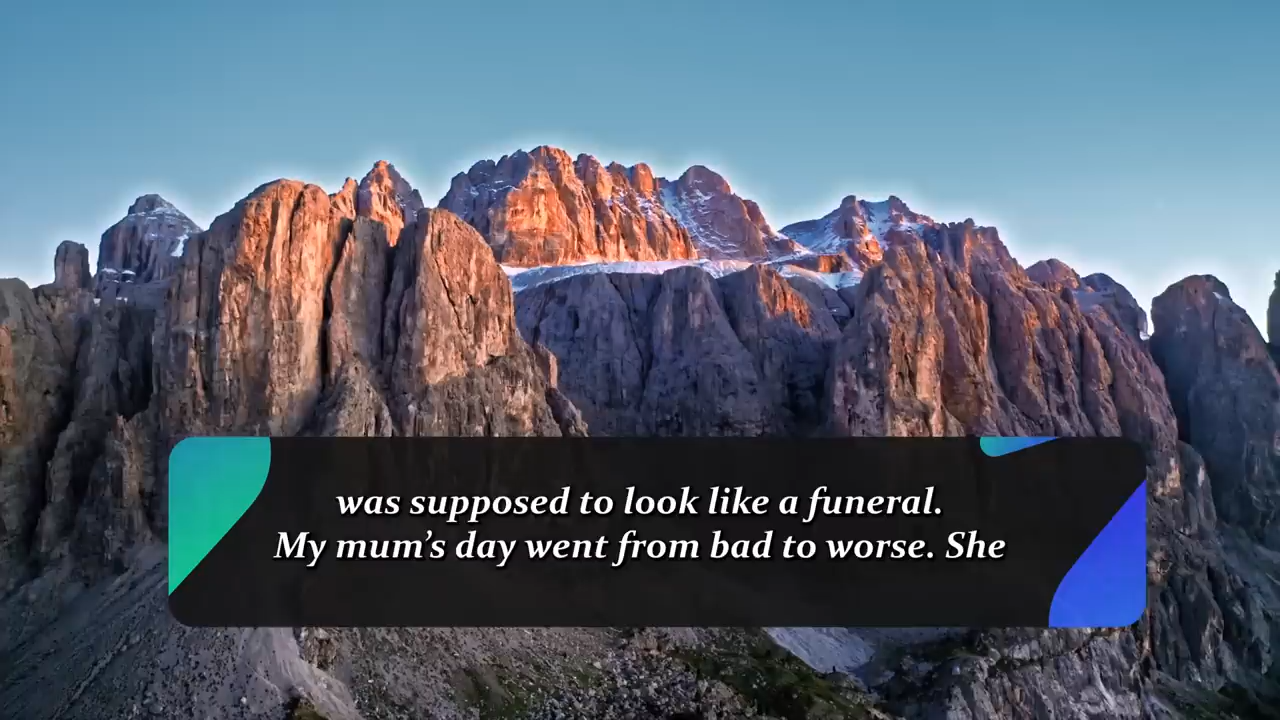 was supposed to look like a funeral.
My mum’s day went from bad to worse. She